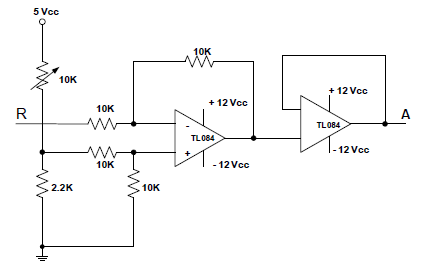 5 Vcc
10K
10K
+ 12 Vcc
+ 12 Vcc
10K
R
A
-
TL084
TL084
+
- 12 Vcc
10K
- 12 Vcc
2.2K
10K